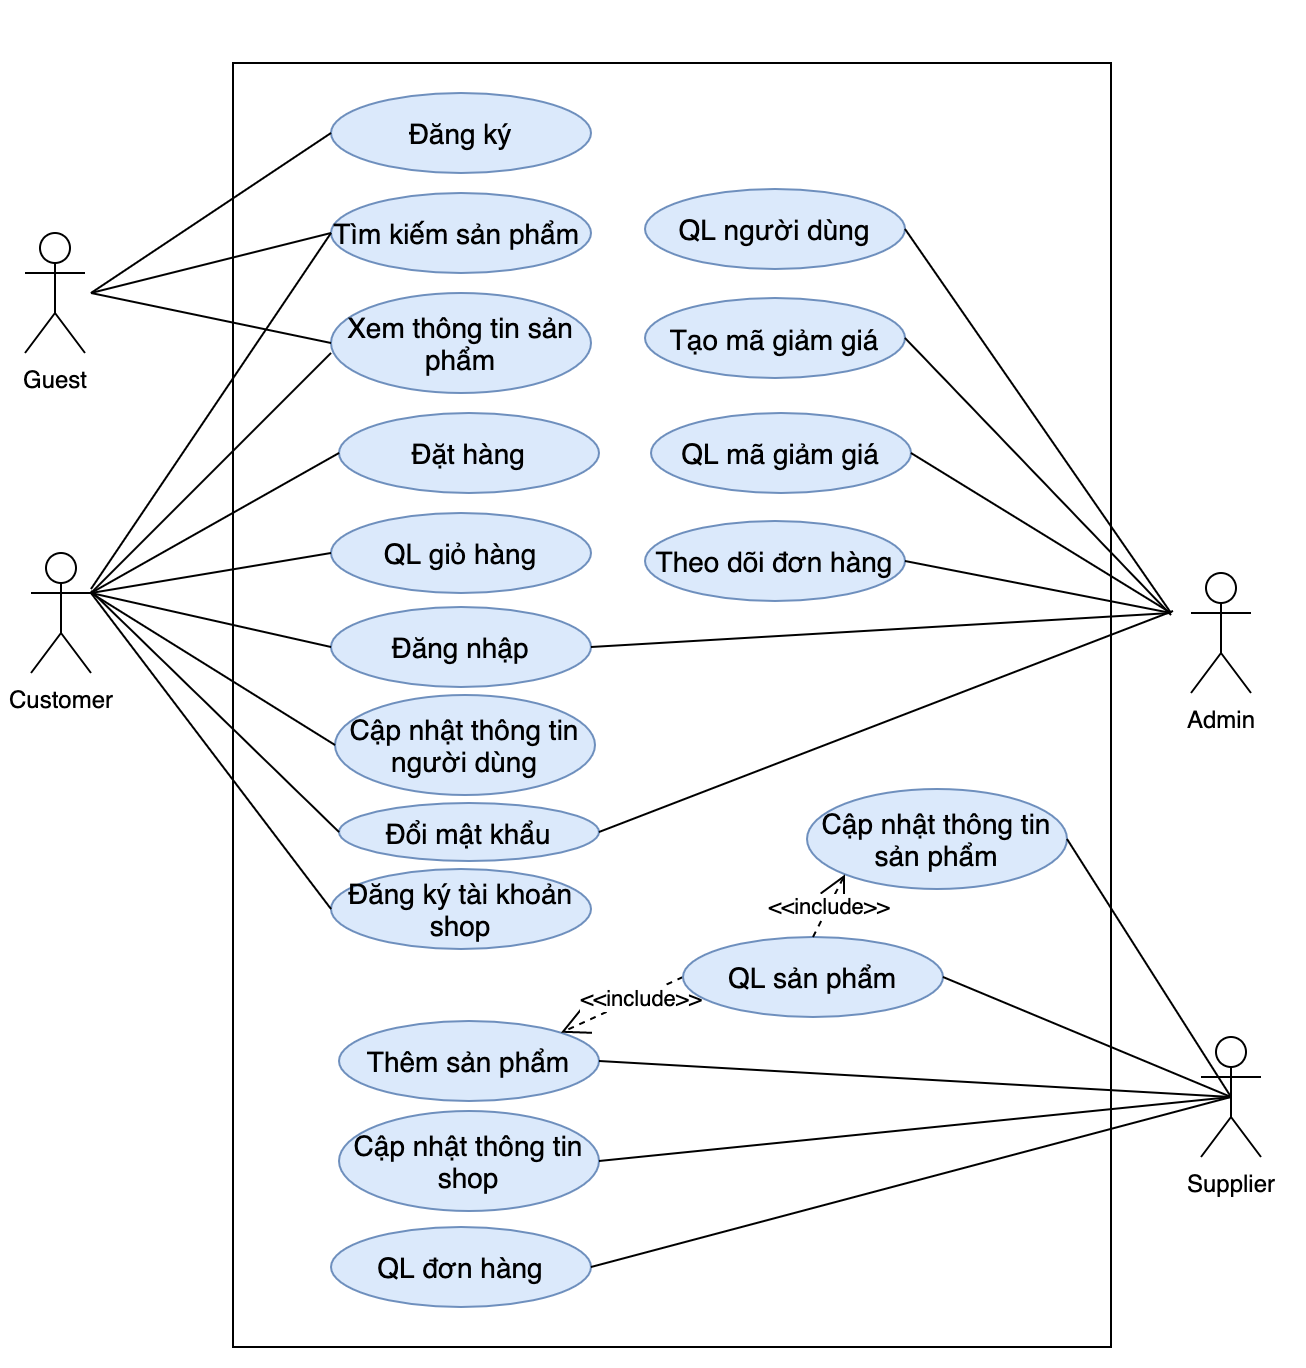 Đăng ký
Tìm kiếm sản phẩm
QL người dùng
Xem thông tin sản
phẩm
Tạo mã giảm giá
Guest
Đặt hàng
QL mã giảm giá
QL giỏ hàng
Theo dõi đơn hàng
Đăng nhập
Customer
Admin
Cập nhật thông tin
người dùng
Đổi mật khẩu
Cập nhật thông tin
sản phẩm
Đăng ký tài khoản
shop
<<include>>
QL sản phẩm
<<include>>
Thêm sản phẩm
Cập nhật thông tin
shop
Supplier
QL đơn hàng